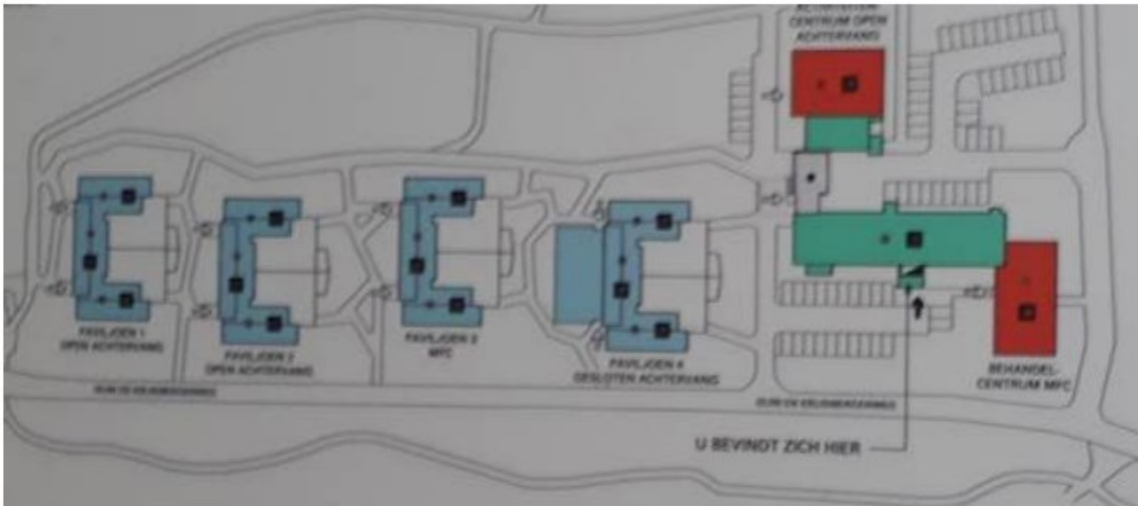 CENTRUM OPEN
ACHTERVANG
PAVILJOEN 1
OPEN ACHTERVANG
PAVILJOEN 2
OPEN ACHTERVANG
PAVILJOEN 3
MFC
PAVILJOEN 4
GESLOTEN ACHTERVANG
BEHANDEL-
CENTRUM MFC
U BEVINDT ZICH HIER